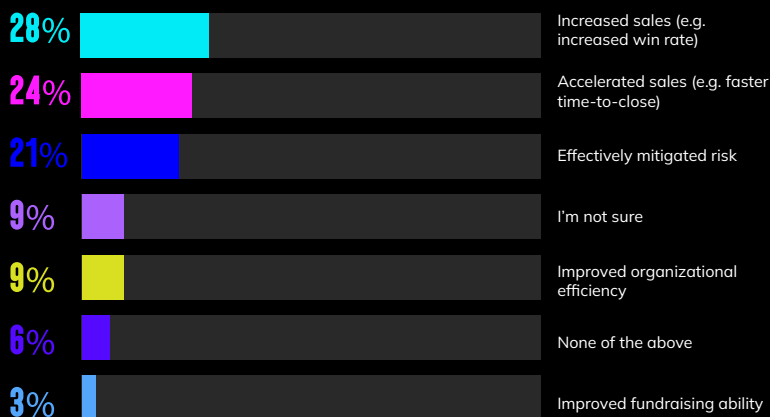 28%
Increased sales (e.g.
increased win rate)
24%
Accelerated sales (e.g. faster
time-to-close)
21%
Effectively mitigated risk
9%
I’m not sure
9%
Improved organizational
efficiency
6%
None of the above
3%
Improved fundraising ability